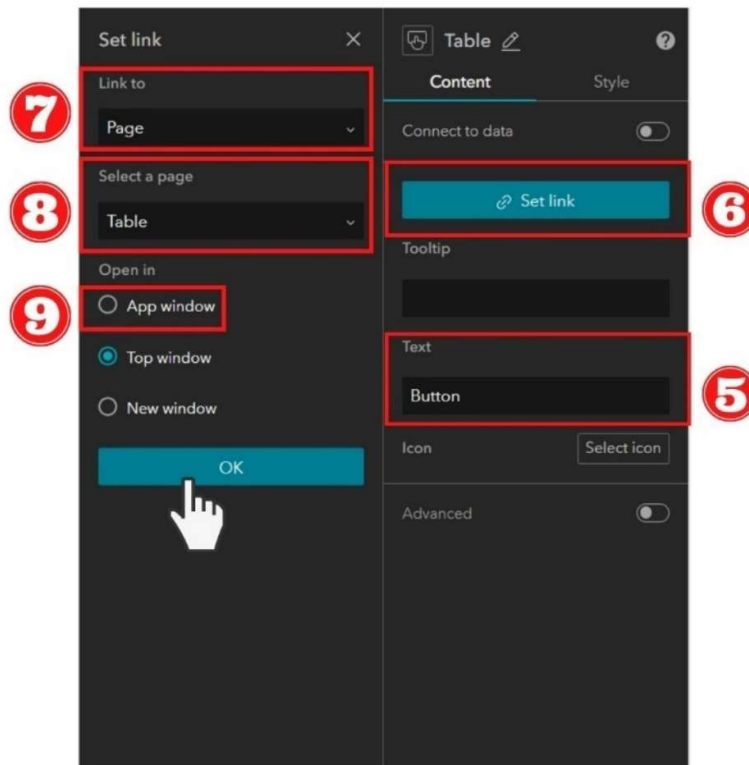 Set link
Link to
7
Page
Select a page
8
Table
Open in
9
App window
Top window
New window
OK
Table
Content Style
Connect to data
Set link
6
Tooltip
Text
Button
5
Icon Select icon
Advanced